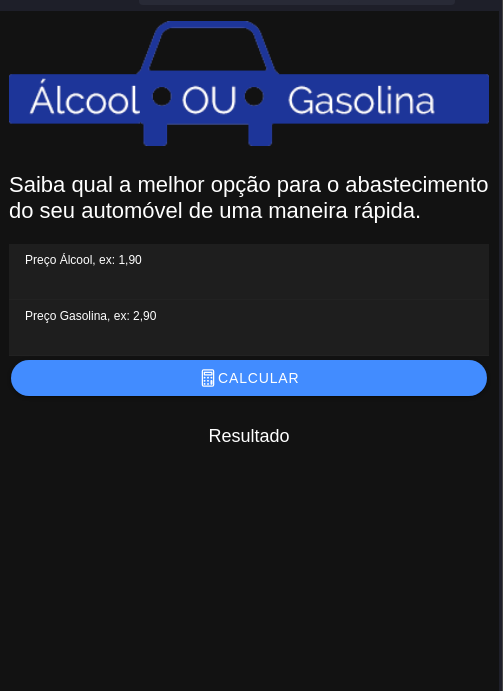 Álcool OU Gasolina
Saiba qual a melhor opção para o abastecimento
do seu automóvel de uma maneira rápida.
Preço Álcool, ex: 1,90
Preço Gasolina, ex: 2,90
CALCULAR
Resultado